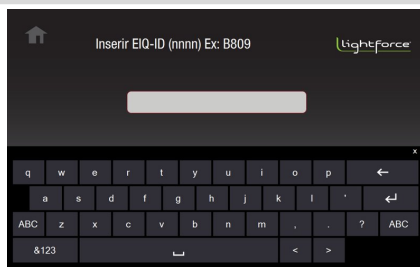 Inserir EIQ-ID (nnnn) Ex: B809
lightforce
x
q w e r t y u i o p ←
a s d f g h j k l ' ↵
ABC z x c v b n m , . ? ABC
&123 < >